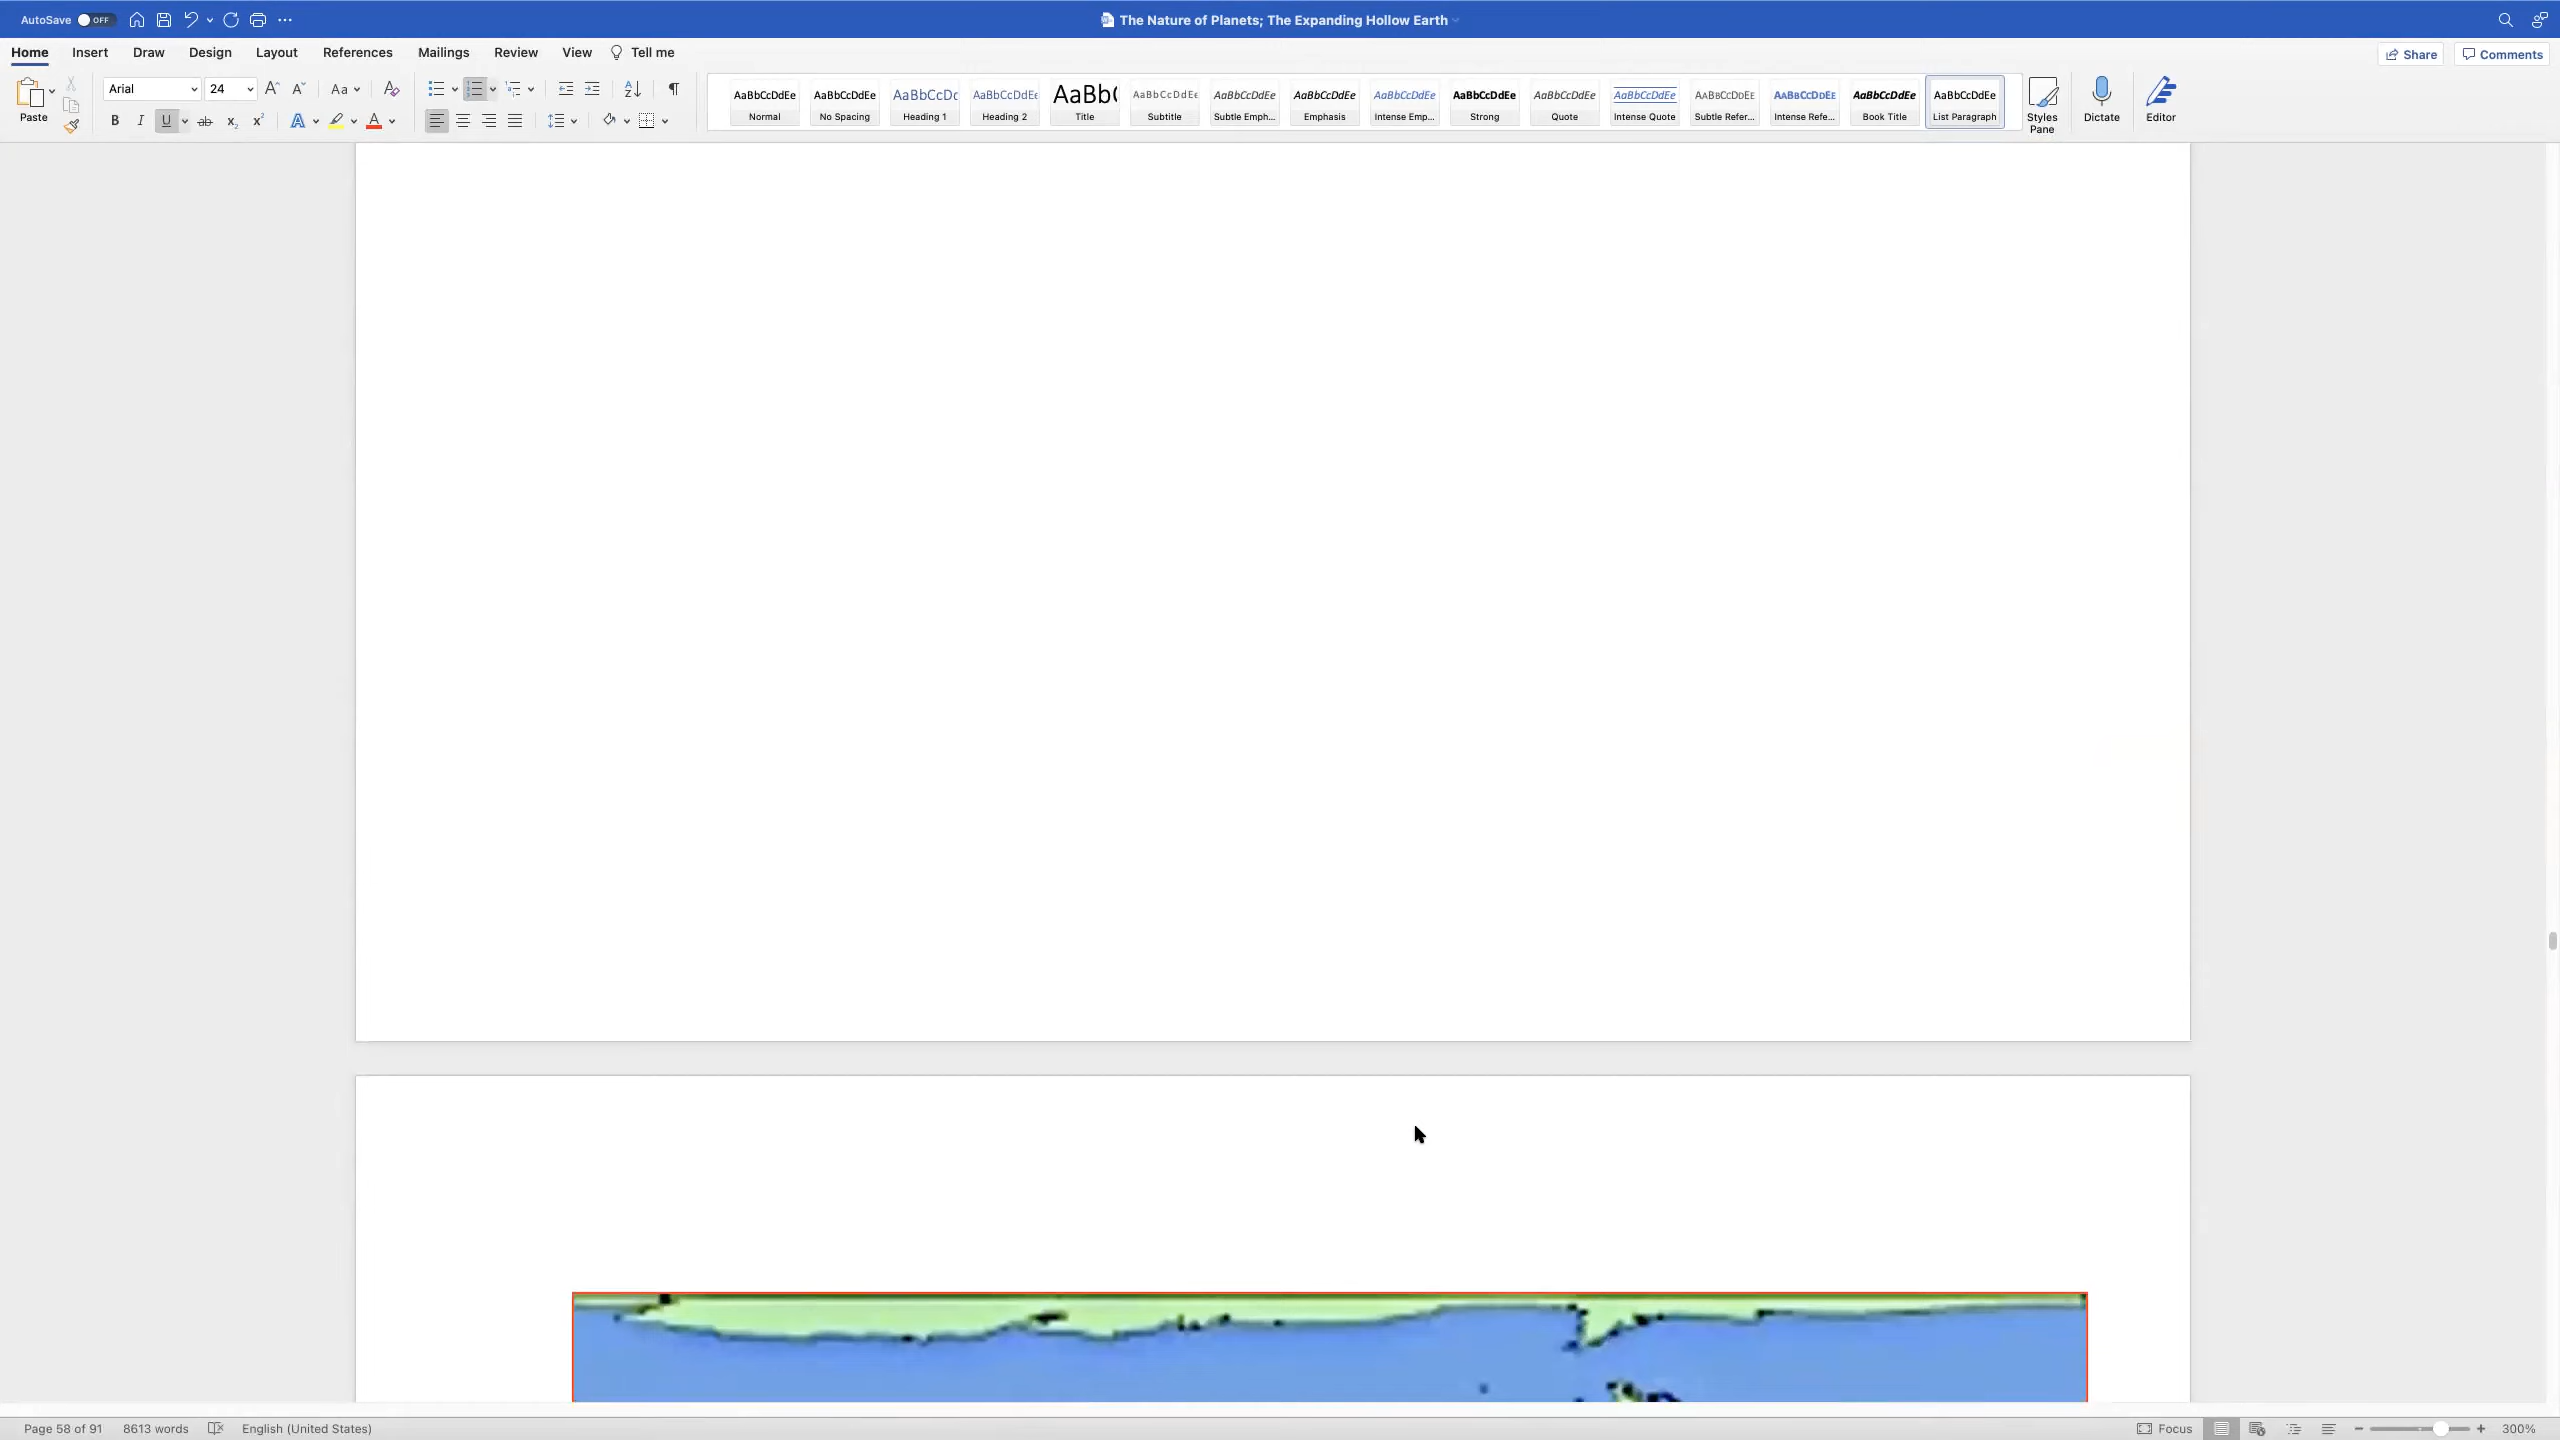 AutoSave OFF
The Nature of Planets; The Expanding Hollow Earth
Home Insert Draw Design Layout References Mailings Review View Tell me
Share Comments
Paste
Arial 24
Aa
AaBbCcDdEe AaBbCcDdEe AaBbCcDc AaBbCcDdEe AaBb( AaBbCcDdEe AaBbCcDdEe AaBbCcDdEe AaBbCcDdEe AaBbCcDdEe AaBbCcDdEe AaBbCcDdEe AaBbCcDdEe AaBbCcDdEe AaBbCcDdEe AaBbCcDdEe
Normal No Spacing Heading 1 Heading 2 Title Subtitle Subtle Emph... Emphasis Intense Emp... Strong Quote Intense Quote Subtle Refer... Intense Refe... Book Title List Paragraph
Styles
Pane
Dictate
Editor
B I U ab x₂ x² A A
Page 58 of 91 8613 words English (United States)
Focus 300%